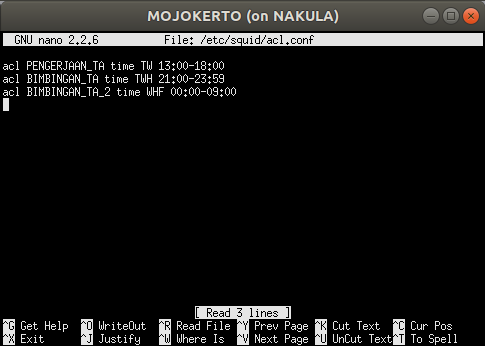 MOJOKERTO (on NAKULA)
GNU nano 2.2.6 File: /etc/squid/acl.conf
acl PENGERJAAN_TA time TW 13:00-18:00
acl BIMBINGAN_TA time TWH 21:00-23:59
acl BIMBINGAN_TA_2 time WHF 00:00-09:00
[ Read 3 lines ]
^G Get Help ^O WriteOut ^R Read File ^Y Prev Page ^K Cut Text ^C Cur Pos
^X Exit ^J Justify ^W Where Is ^V Next Page ^U UnCut Text ^T To Spell